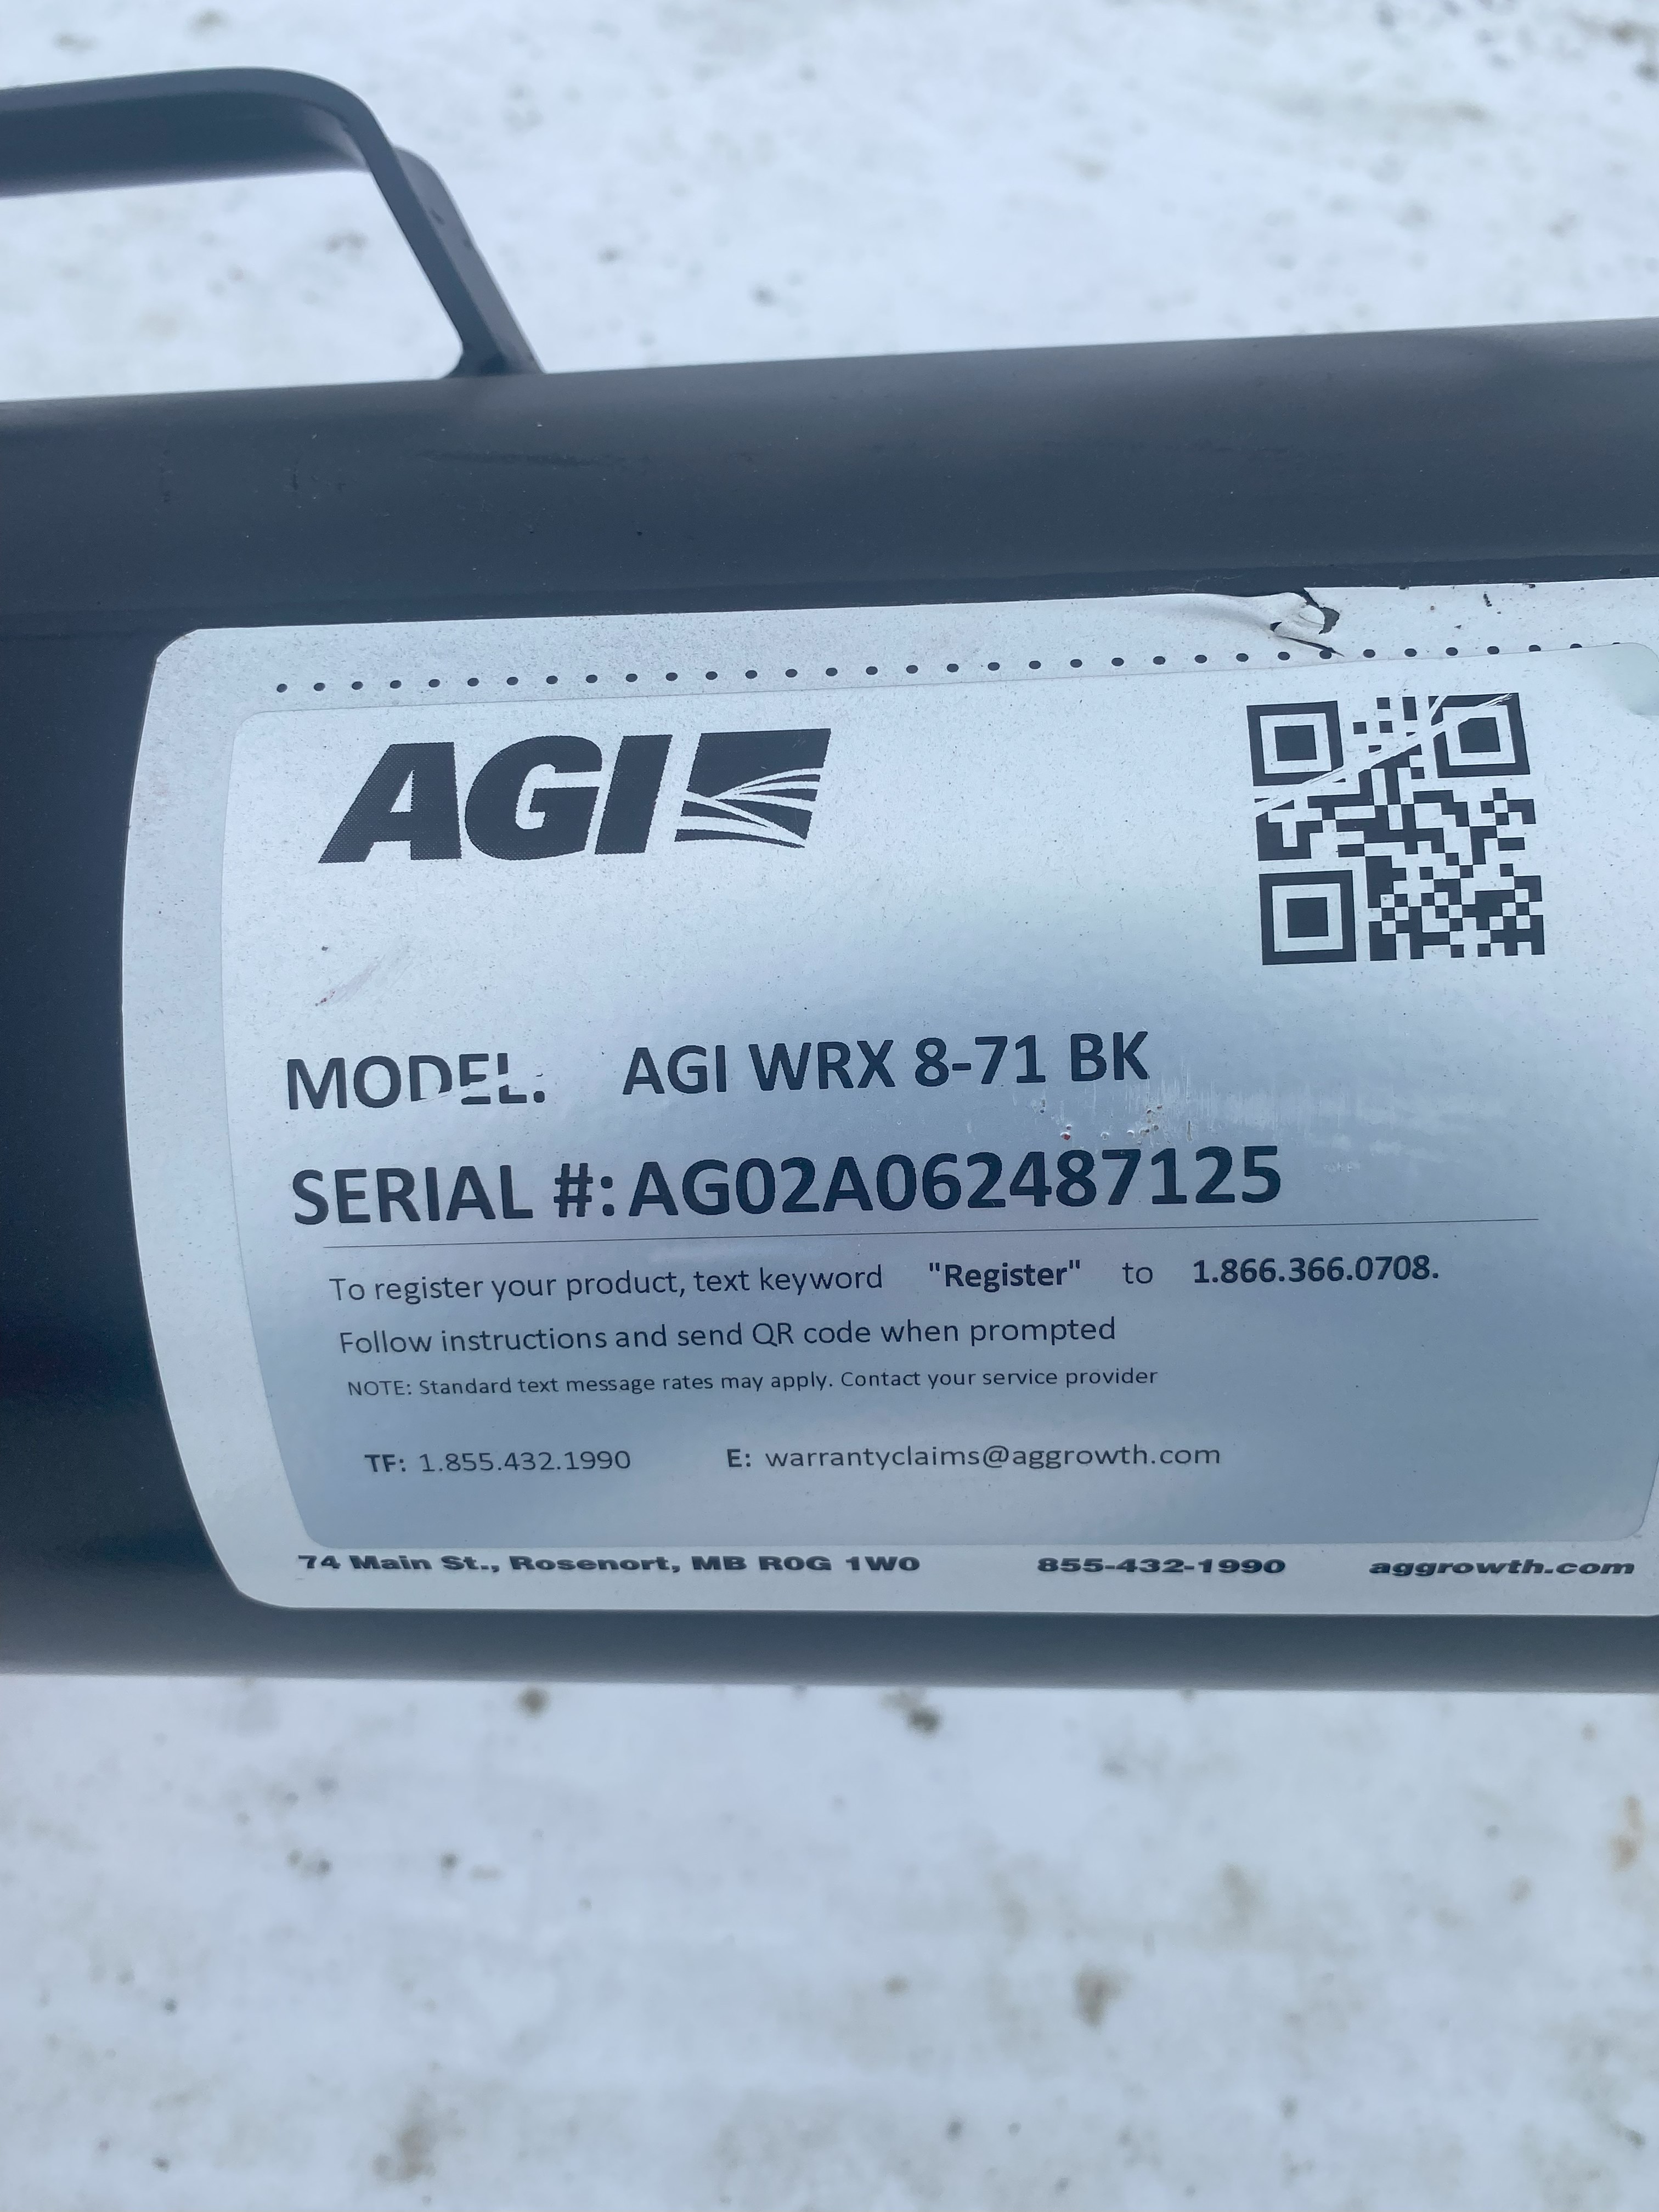 AGI
MODEL: AGI WRX 8-71 BK
SERIAL #: AG02A062487125
To register your product, text keyword "Register" to 1.866.366.0708.
Follow instructions and send QR code when prompted
NOTE: Standard text message rates may apply. Contact your service provider
TF: 1.855.432.1990 E: warrantyclaims@aggrowth.com
74 Main St., Rosenort, MB R0G 1W0 855-432-1990 aggrowth.com